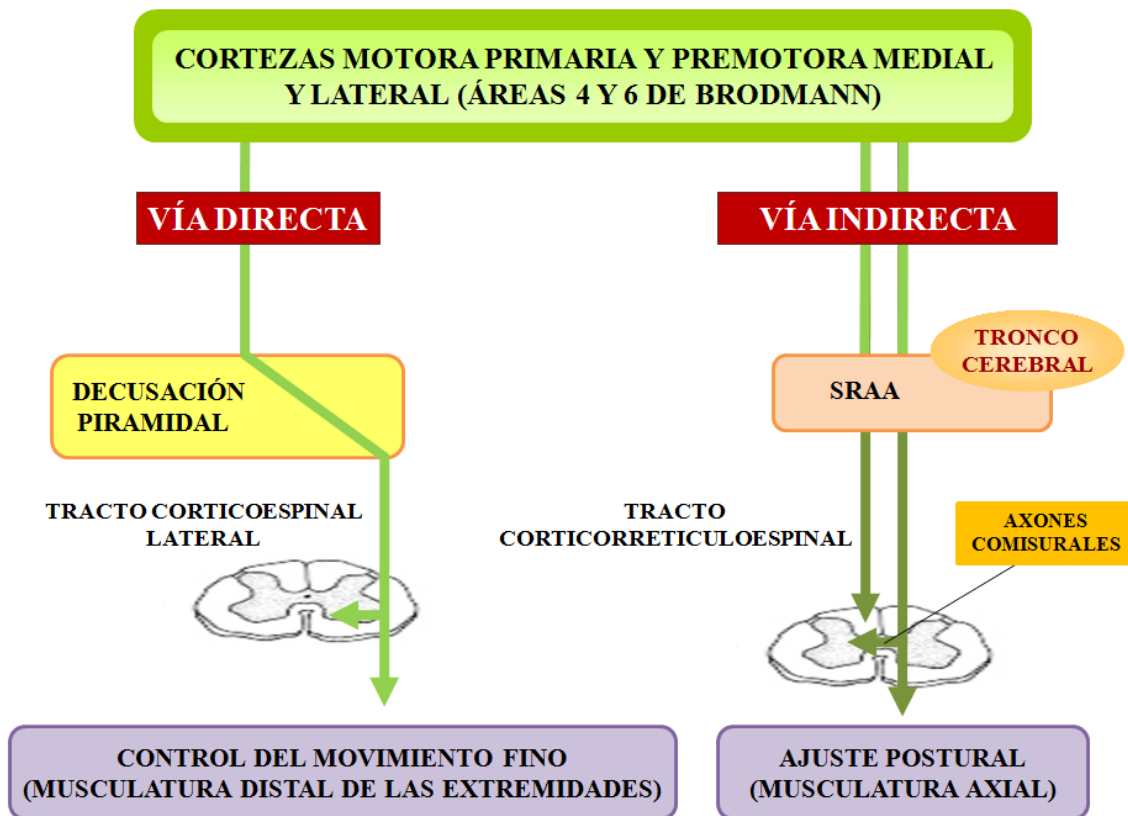 CORTEZAS MOTORA PRIMARIA Y PREMOTORA MEDIAL
Y LATERAL (ÁREAS 4 Y 6 DE BRODMANN)
VÍA DIRECTA
VÍA INDIRECTA
TRONCO
CEREBRAL
DECUSACIÓN
PIRAMIDAL
SRAA
TRACTO CORTICOESPINAL
LATERAL
TRACTO
CORTICORRETICULOESPINAL
AXONES
COMISURALES
CONTROL DEL MOVIMIENTO FINO
(MUSCULATURA DISTAL DE LAS EXTREMIDADES)
AJUSTE POSTURAL
(MUSCULATURA AXIAL)